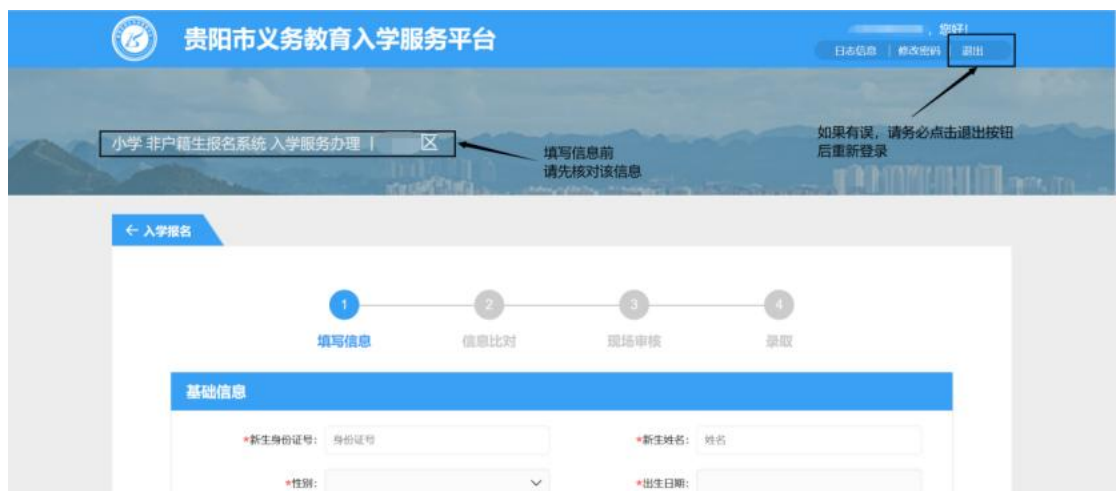 贵阳市义务教育入学服务平台
，您好！
日志信息 | 修改密码 退出
小学 非户籍生报名系统 入学服务办理 | 区
填写信息前
请先核对该信息
如果有误，请务必点击退出按钮
后重新登录
← 入学报名
1 2 3 4
填写信息 信息比对 现场审核 录取
基础信息
*新生身份证号： 身份证号 *新生姓名： 姓名
*性别： *出生日期：